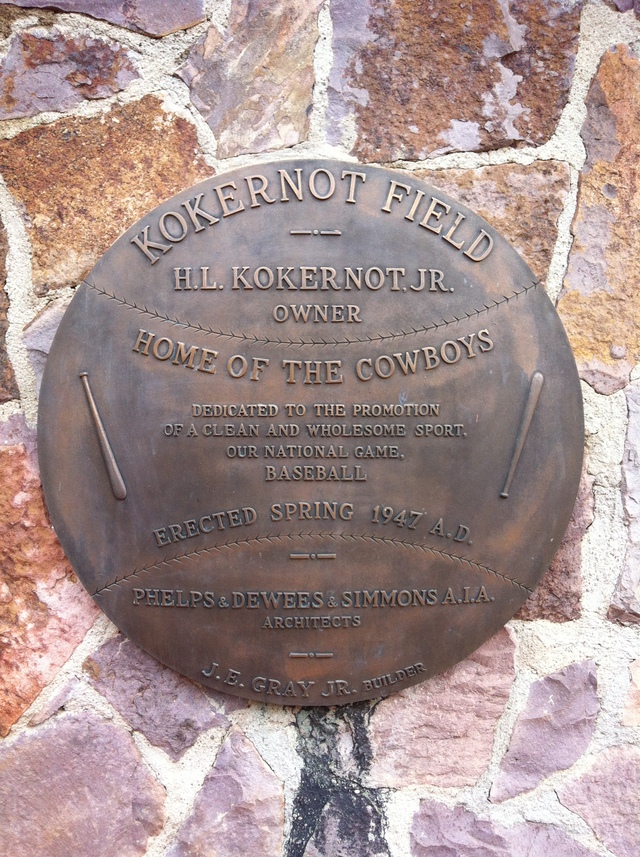 KOKERNOT FIELD
H.L. KOKERNOT, JR.
OWNER
HOME OF THE COWBOYS
DEDICATED TO THE PROMOTION
OF A CLEAN AND WHOLESOME SPORT,
OUR NATIONAL GAME,
BASEBALL
ERECTED SPRING 1947 A.D.
PHELPS & DEWEES & SIMMONS A.I.A.
ARCHITECTS
J.E. GRAY JR. BUILDER